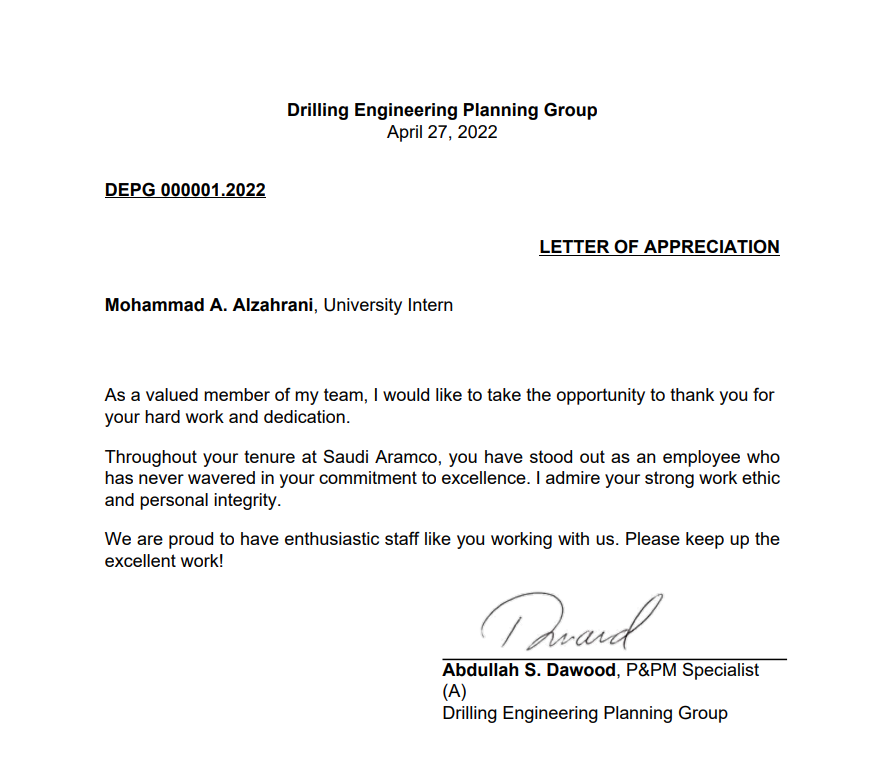 Drilling Engineering Planning Group
April 27, 2022
DEPG 000001.2022
LETTER OF APPRECIATION
Mohammad A. Alzahrani, University Intern
As a valued member of my team, I would like to take the opportunity to thank you for
your hard work and dedication.
Throughout your tenure at Saudi Aramco, you have stood out as an employee who
has never wavered in your commitment to excellence. I admire your strong work ethic
and personal integrity.
We are proud to have enthusiastic staff like you working with us. Please keep up the
excellent work!
Abdullah S. Dawood, P&PM Specialist
(A)
Drilling Engineering Planning Group